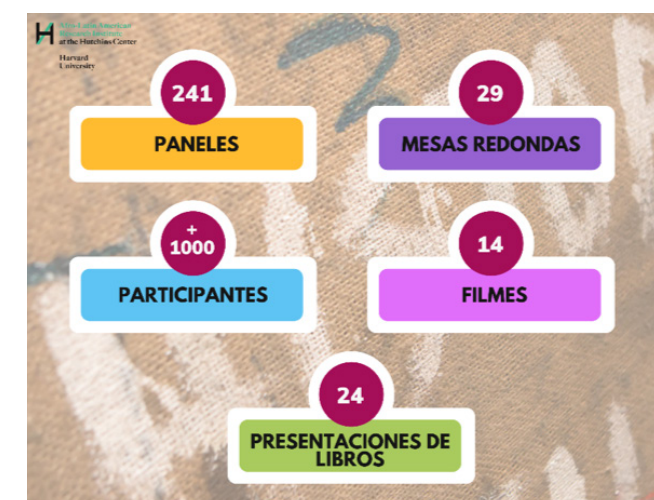 Afro-Latin American
Research Institute
at the Hutchins Center
Harvard
University
241
PANELES
29
MESAS REDONDAS
+
1000
PARTICIPANTES
14
FILMES
24
PRESENTACIONES DE
LIBROS